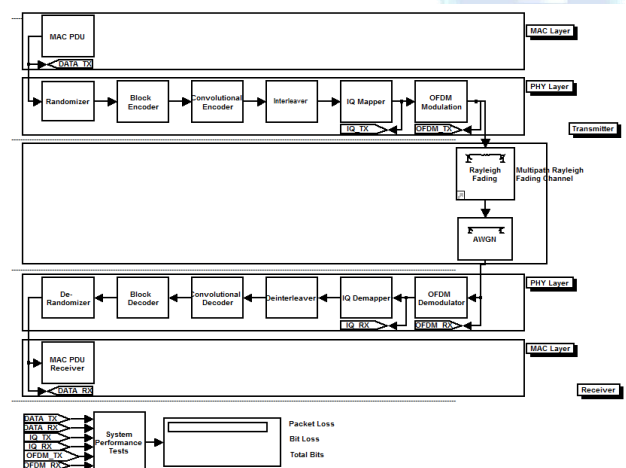 MAC PDU
MAC Layer
DATA_TX
PHY Layer
Randomizer
Block
Encoder
Convolutional
Encoder
Interleaver
IQ Mapper
OFDM
Modulation
IQ_TX
OFDM_TX
Transmitter
Rayleigh
Fading
Multipath Rayleigh
Fading Channel
AWGN
PHY Layer
De-
Randomizer
Block
Decoder
Convolutional
Decoder
Deinterleaver
IQ Demapper
OFDM
Demodulator
IQ_RX
OFDM_RX
MAC Layer
MAC PDU
Receiver
DATA_RX
Receiver
DATA_TX
DATA_RX
IQ_TX
IQ_RX
OFDM_TX
OFDM_RX
System
Performance
Tests
Packet Loss
Bit Loss
Total Bits